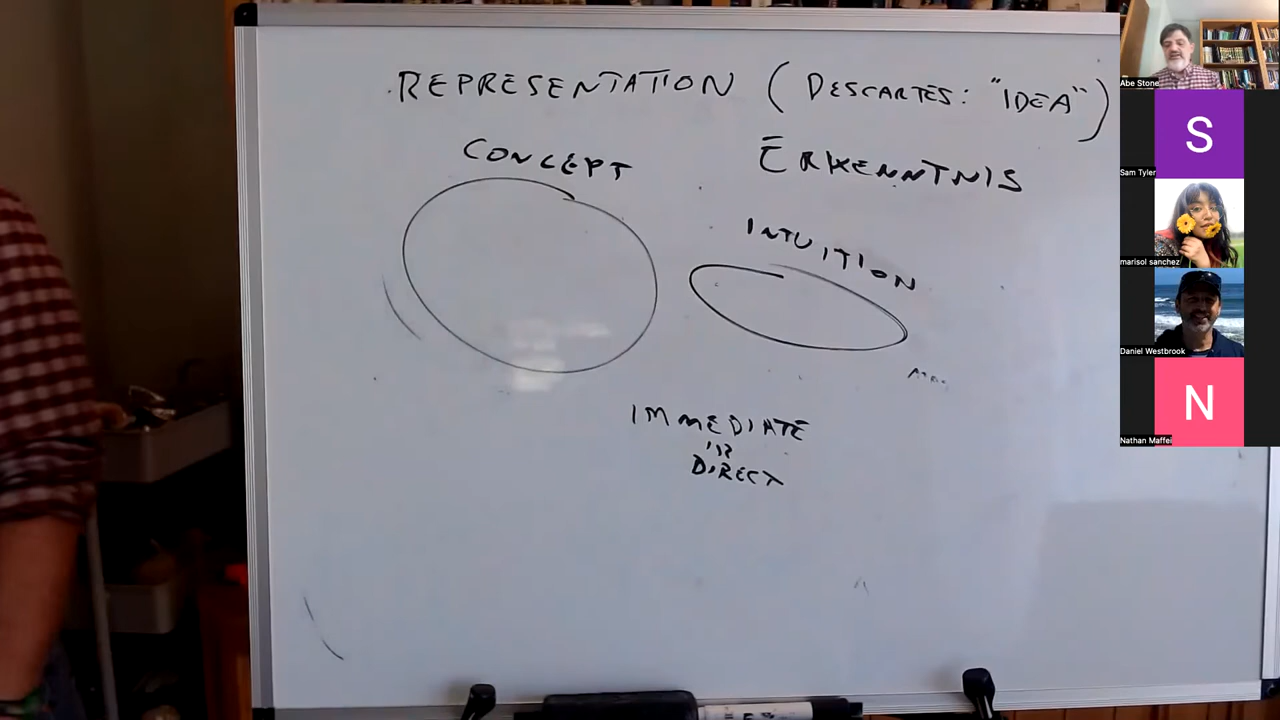 REPRESENTATION (DESCARTES: "IDEA")
CONCEPT
ERKENNTNIS
INTUITION
IMMEDIATE
DIRECT
Abe Stone
S
Sam Tyler
marisol sanchez
Daniel Westbrook
N
Nathan Maffei